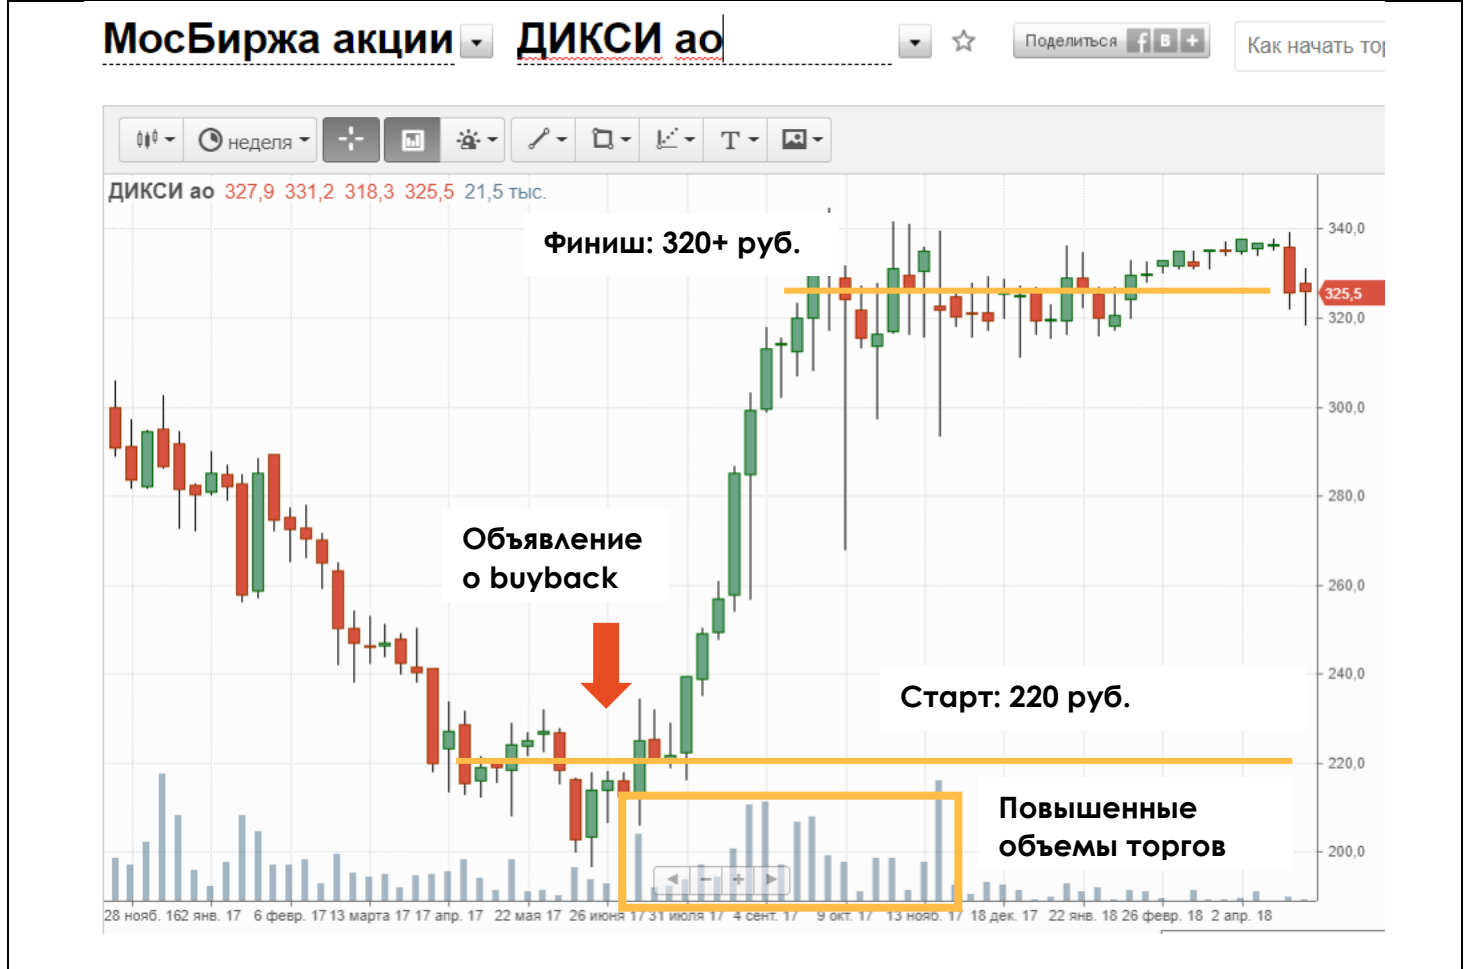 МосБиржа акции ДИКСИ ао Поделиться f B + Как начать тор
неделя T
ДИКСИ ао 327,9 331,2 318,3 325,5 21,5 тыс.
Финиш: 320+ руб.
340,0
325,5
320,0
300,0
280,0
Объявление
о buyback
260,0
240,0
Старт: 220 руб.
220,0
Повышенные
объемы торгов
200,0
28 нояб. 16 2 янв. 17 6 февр. 17 13 марта 17 17 апр. 17 22 мая 17 26 июня 17 31 июля 17 4 сент. 17 9 окт. 17 13 нояб. 17 18 дек. 17 22 янв. 18 26 февр. 18 2 апр. 18